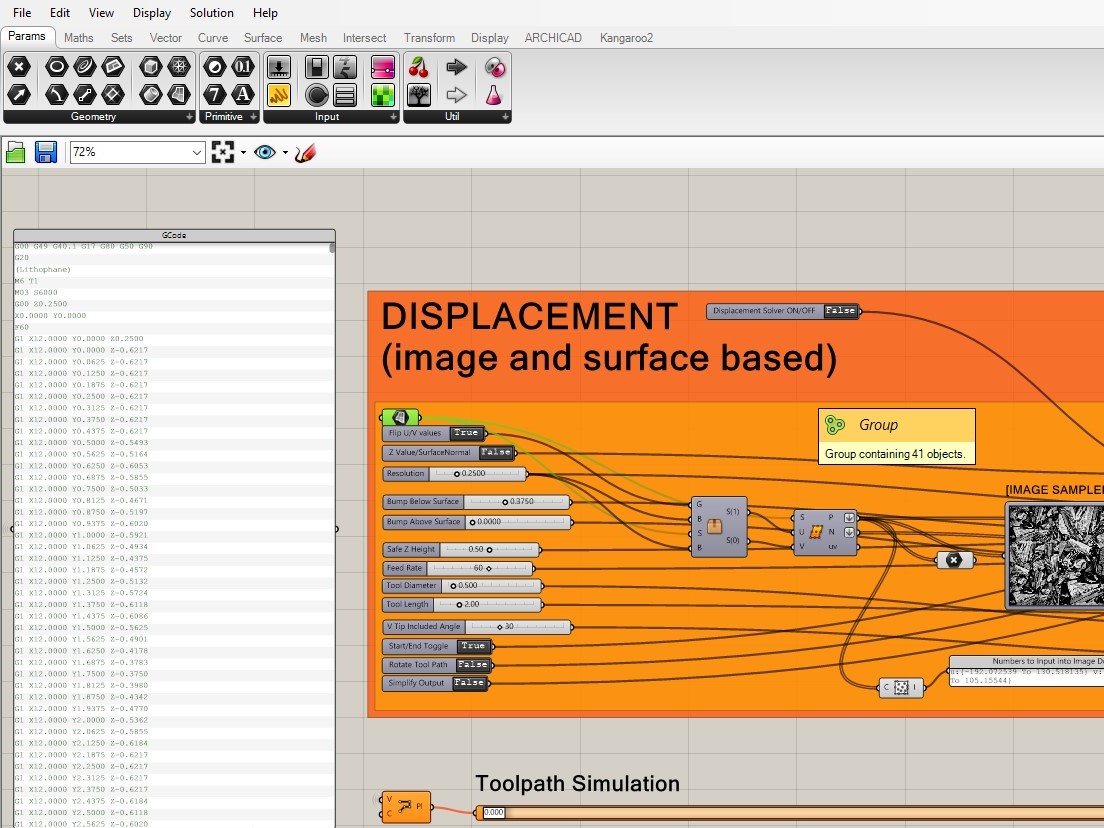 File Edit View Display Solution Help
Params Maths Sets Vector Curve Surface Mesh Intersect Transform Display ARCHICAD Kangaroo2
0.1
7 A
Geometry Primitive Input Util
72%
GCode
G00 G49 G40.1 G17 G80 G50 G90
G20
(Lithophane)
M6 T1
M03 S6000
G00 Z0.2500
X0.0000 Y0.0000
F60
G1 X12.0000 Y0.0000 Z0.2500
G1 X12.0000 Y0.0000 Z-0.6217
G1 X12.0000 Y0.0625 Z-0.6217
G1 X12.0000 Y0.1250 Z-0.6217
G1 X12.0000 Y0.1875 Z-0.6217
G1 X12.0000 Y0.2500 Z-0.6217
G1 X12.0000 Y0.3125 Z-0.6217
G1 X12.0000 Y0.3750 Z-0.6217
G1 X12.0000 Y0.4375 Z-0.6217
G1 X12.0000 Y0.5000 Z-0.5493
G1 X12.0000 Y0.5625 Z-0.5164
G1 X12.0000 Y0.6250 Z-0.6053
G1 X12.0000 Y0.6875 Z-0.5855
G1 X12.0000 Y0.7500 Z-0.5033
G1 X12.0000 Y0.8125 Z-0.4671
G1 X12.0000 Y0.8750 Z-0.5197
G1 X12.0000 Y0.9375 Z-0.6020
G1 X12.0000 Y1.0000 Z-0.5921
G1 X12.0000 Y1.0625 Z-0.4934
G1 X12.0000 Y1.1250 Z-0.4375
G1 X12.0000 Y1.1875 Z-0.4572
G1 X12.0000 Y1.2500 Z-0.5132
G1 X12.0000 Y1.3125 Z-0.5724
G1 X12.0000 Y1.3750 Z-0.6118
G1 X12.0000 Y1.4375 Z-0.6086
G1 X12.0000 Y1.5000 Z-0.5625
G1 X12.0000 Y1.5625 Z-0.4901
G1 X12.0000 Y1.6250 Z-0.4178
G1 X12.0000 Y1.6875 Z-0.3783
G1 X12.0000 Y1.7500 Z-0.3750
G1 X12.0000 Y1.8125 Z-0.3980
G1 X12.0000 Y1.8750 Z-0.4342
G1 X12.0000 Y1.9375 Z-0.4770
G1 X12.0000 Y2.0000 Z-0.5362
G1 X12.0000 Y2.0625 Z-0.5855
G1 X12.0000 Y2.1250 Z-0.6184
G1 X12.0000 Y2.1875 Z-0.6217
G1 X12.0000 Y2.2500 Z-0.6217
G1 X12.0000 Y2.3125 Z-0.6217
G1 X12.0000 Y2.3750 Z-0.6217
G1 X12.0000 Y2.4375 Z-0.6184
G1 X12.0000 Y2.5000 Z-0.6118
G1 X12.0000 Y2.5625 Z-0.6020
DISPLACEMENT
(image and surface based)
Displacement Solver ON/OFF False
Group
Group containing 41 objects.
Flip U/V values True
Z Value/SurfaceNormal False
Resolution 0.2500
Bump Below Surface 0.3750
Bump Above Surface 0.0000
Safe Z Height 0.50
Feed Rate 60
Tool Diameter 0.500
Tool Length 2.00
V Tip Included Angle 30
Start/End Toggle True
Rotate Tool Path False
Simplify Output False
G
B
S
B
S(1)
S(0)
S P
U N
V uv
[IMAGE SAMPLE
C I
Numbers to Input into Image D
u:{-192.072539 To 130.518135} V:
To 105.15544}
Toolpath Simulation
V
C
Pl
0.000